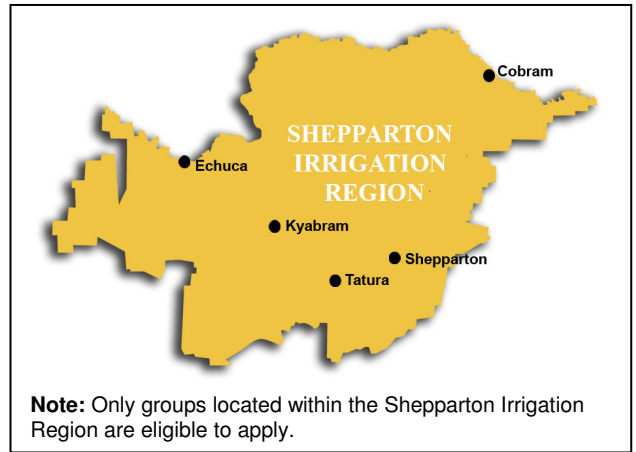 Cobram
SHEPPARTON
IRRIGATION
REGION
Echuca
Kyabram
Shepparton
Tatura
Note: Only groups located within the Shepparton Irrigation
Region are eligible to apply.